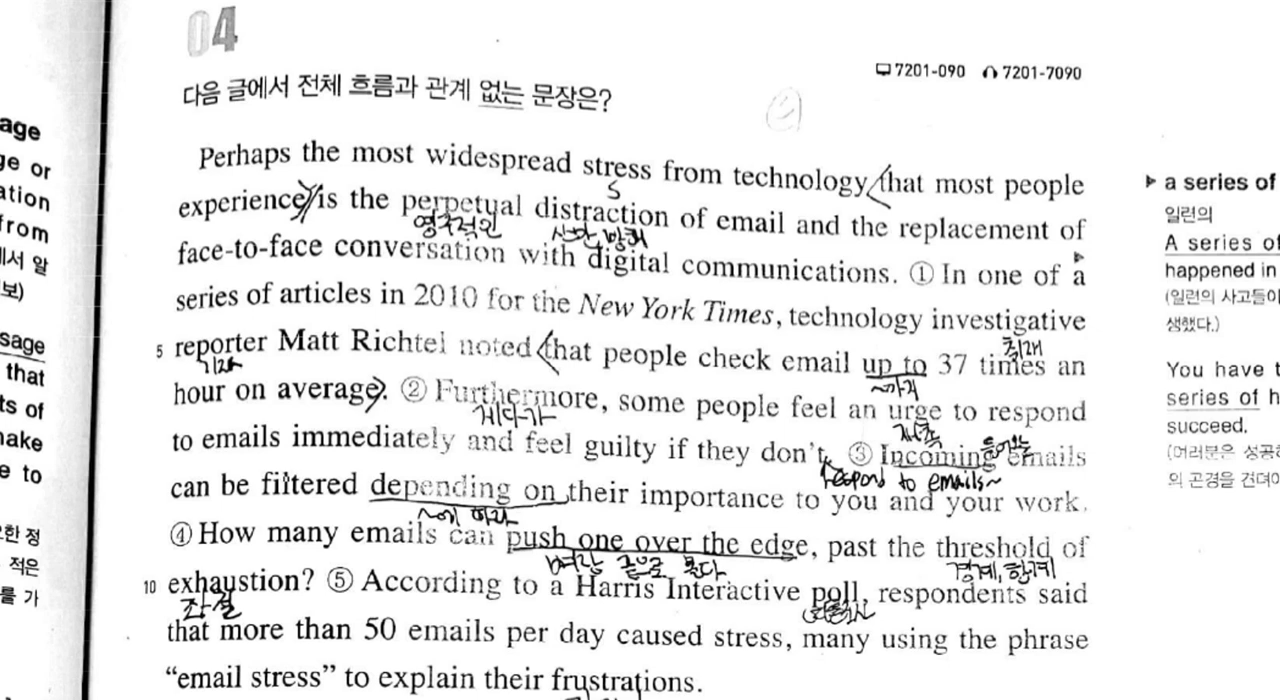 04
7201-090 7201-7090
다음 글에서 전체 흐름과 관계 없는 문장은?
Perhaps the most widespread stress from technology that most people
experience is the perpetual distraction of email and the replacement of
영구적인
face-to-face conversation with digital communications. ① In one of a
series of articles in 2010 for the New York Times, technology investigative
취재
5 reporter Matt Richtel noted that people check email up to 37 times an
기자
~까지
hour on average. ② Furthermore, some people feel an urge to respond
게다가
to emails immediately and feel guilty if they don't. ③ Incoming emails
들어오는
respond to emails~
can be filtered depending on their importance to you and your work.
~에 따라
④ How many emails can push one over the edge, past the threshold of
벼랑 끝으로 몰다
경계, 한계
10 exhaustion? ⑤ According to a Harris Interactive poll, respondents said
that more than 50 emails per day caused stress, many using the phrase
“email stress” to explain their frustrations.
age
ge or
ation
from
에서 알
보)
sage
that
ts of
make
e to
한 정
적은
를 가
a series of
일련의
A series of
happened in
(일련의 사고들이
생했다.)
You have t
series of h
succeed.
(여러분은 성공하
의 곤경을 견뎌야